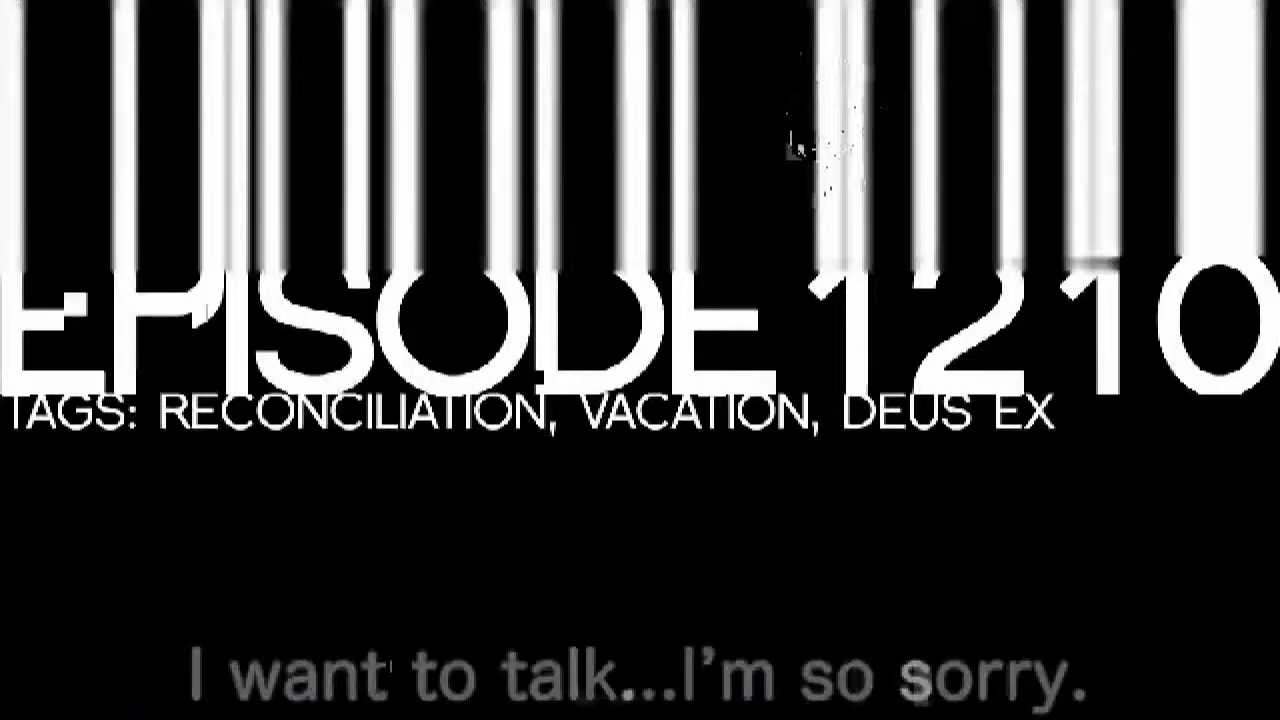 EPISODE 1210
TAGS: RECONCILIATION, VACATION, DEUS EX
I want to talk...I'm so sorry.